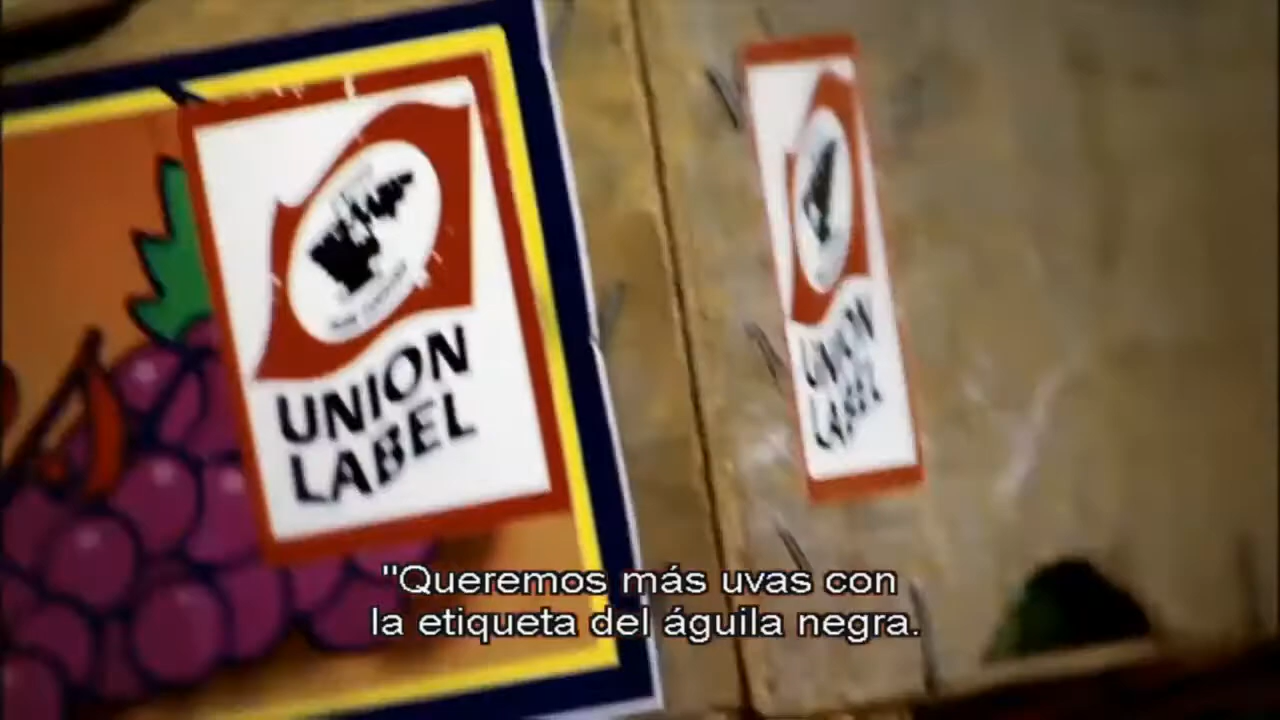 UNION
LABEL
UNION
LABEL
"Queremos más uvas con
la etiqueta del águila negra.